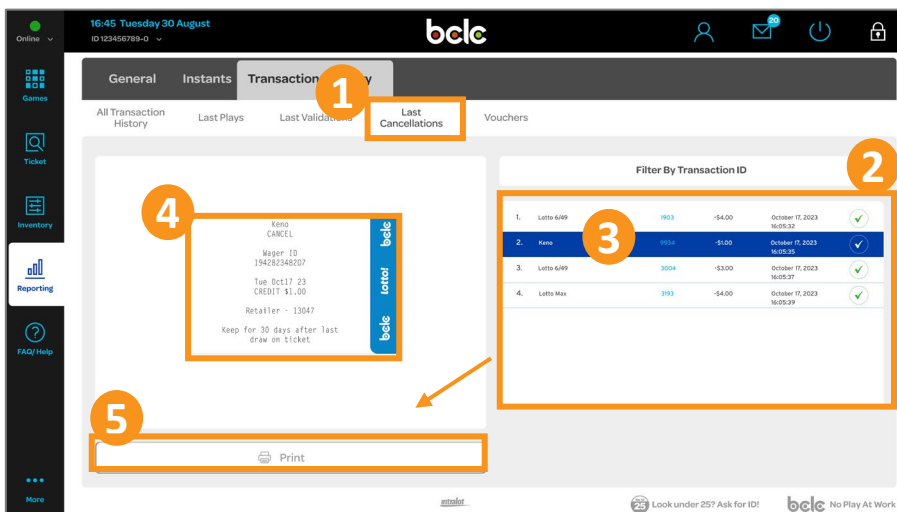 Online
16:45 Tuesday 30 August
ID 123456789-0
bclc
20
Games
Ticket
Inventory
Reporting
FAQ/Help
More
General
Instants
Transaction
y
1
All Transaction
History
Last Plays
Last Validations
Last
Cancellations
Vouchers
Filter By Transaction ID
2
1. Lotto 6/49 1903 -$4.00 October 17, 2023
16:05:32
2. Keno 9934 -$1.00 October 17, 2023
16:05:35
3. Lotto 6/49 3004 -$3.00 October 17, 2023
16:05:37
4. Lotto Max 3193 -$4.00 October 17, 2023
16:05:39
3
4
Keno
CANCEL
Wager ID
194282348207
Tue Oct17 23
CREDIT $1.00
Retailer - 13047
Keep for 30 days after last
draw on ticket
bclc
lotto!
bclc
5
Print
intralot
25
Look under 25? Ask for ID!
bclc
No Play At Work